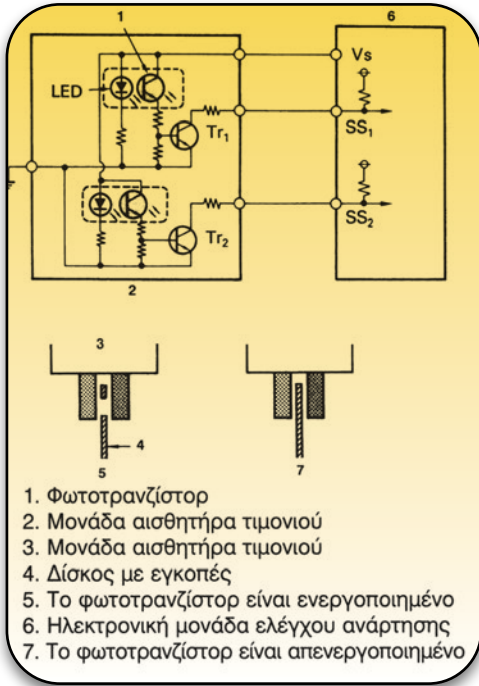 1
6
LED
Vs
Tr1
SS1
Tr2
SS2
2
3
4
5
7
1. Φωτοτρανζίστορ
2. Μονάδα αισθητήρα τιμονιού
3. Μονάδα αισθητήρα τιμονιού
4. Δίσκος με εγκοπές
5. Το φωτοτρανζίστορ είναι ενεργοποιημένο
6. Ηλεκτρονική μονάδα ελέγχου ανάρτησης
7. Το φωτοτρανζίστορ είναι απενεργοποιημένο